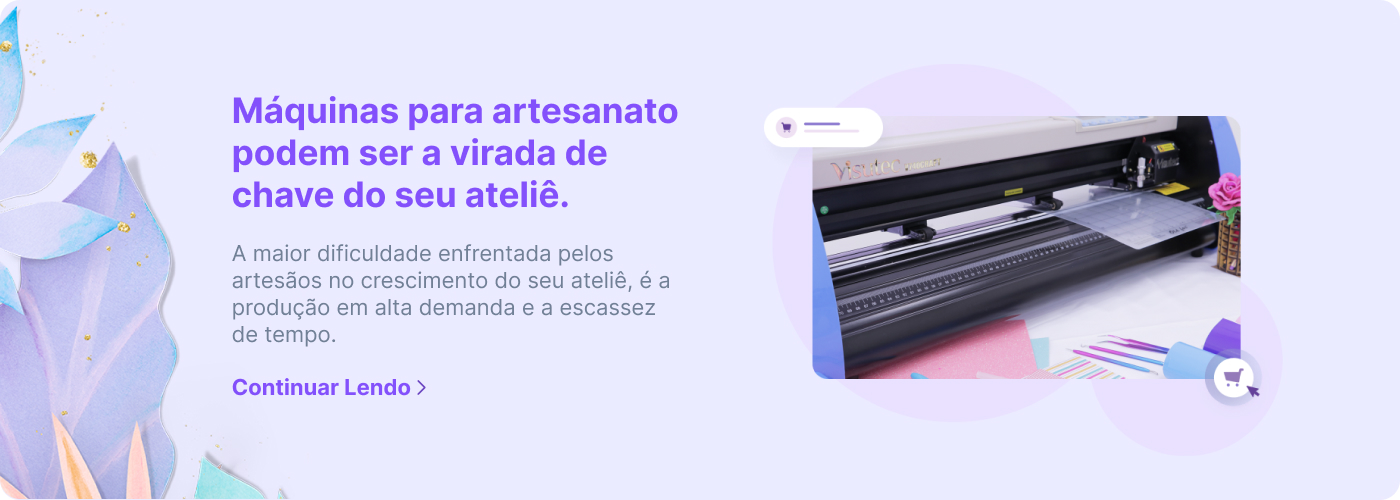 Máquinas para artesanato
podem ser a virada de
chave do seu ateliê.
A maior dificuldade enfrentada pelos
artesãos no crescimento do seu ateliê, é a
produção em alta demanda e a escassez
de tempo.
Continuar Lendo